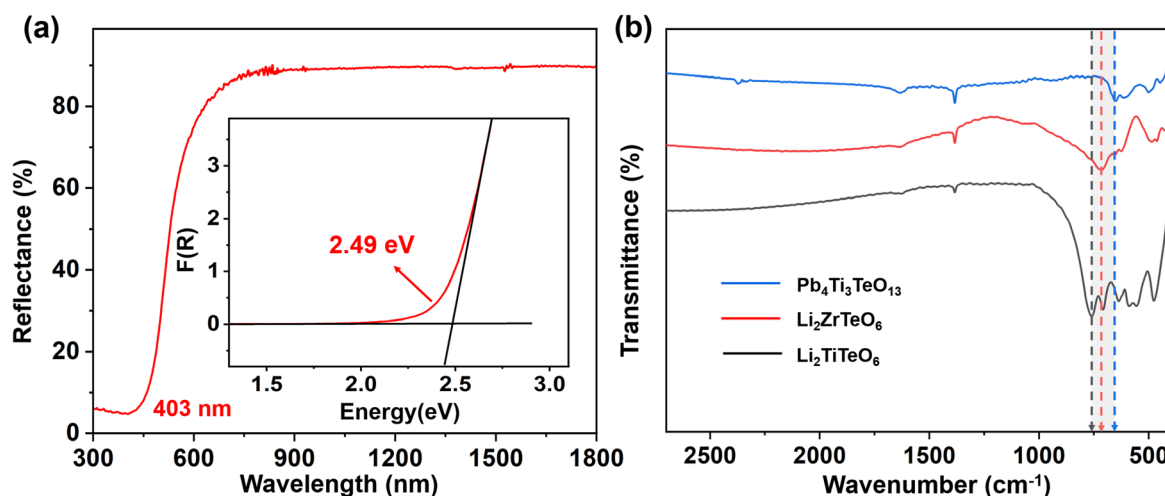 (a)
Reflectance (%)
80
60
40
20
0
300
600
900
1200
1500
1800
Wavelength (nm)
403 nm
F(R)
3
2
1
0
1.5
2.0
2.5
3.0
Energy(eV)
2.49 eV
(b)
Transmittance (%)
Pb₄Ti₃TeO₁₃
Li₂ZrTeO₆
Li₂TiTeO₆
2500
2000
1500
1000
500
Wavenumber (cm⁻¹)